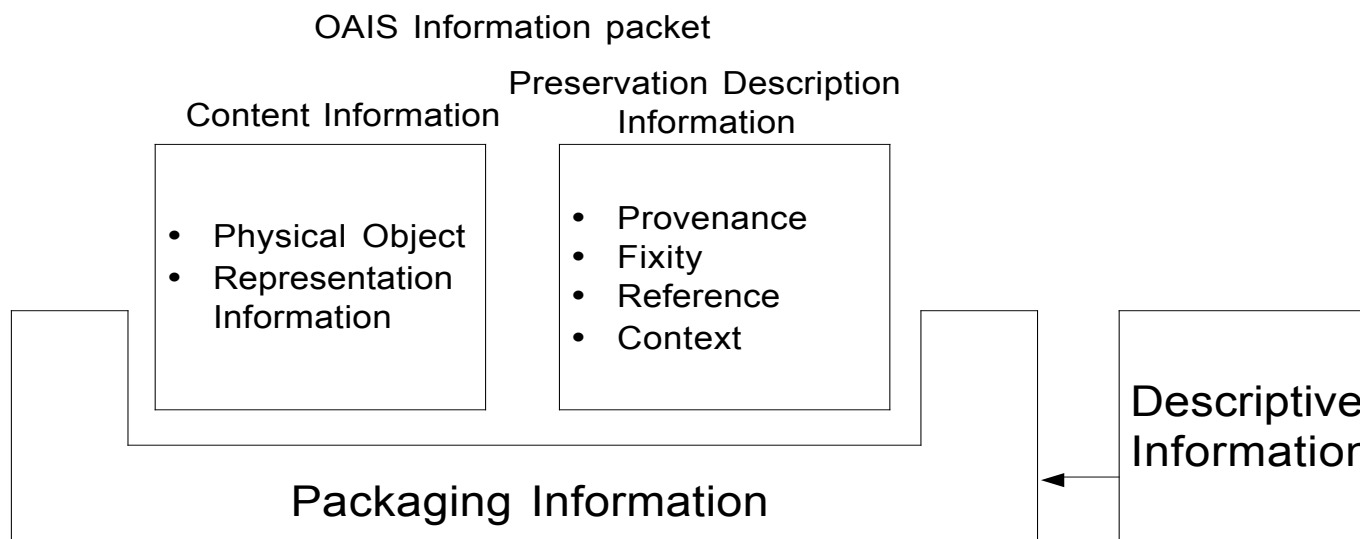 OAIS Information packet
Content Information
Preservation Description
Information
• Physical Object
• Representation
Information
• Provenance
• Fixity
• Reference
• Context
Packaging Information
Descriptive
Information